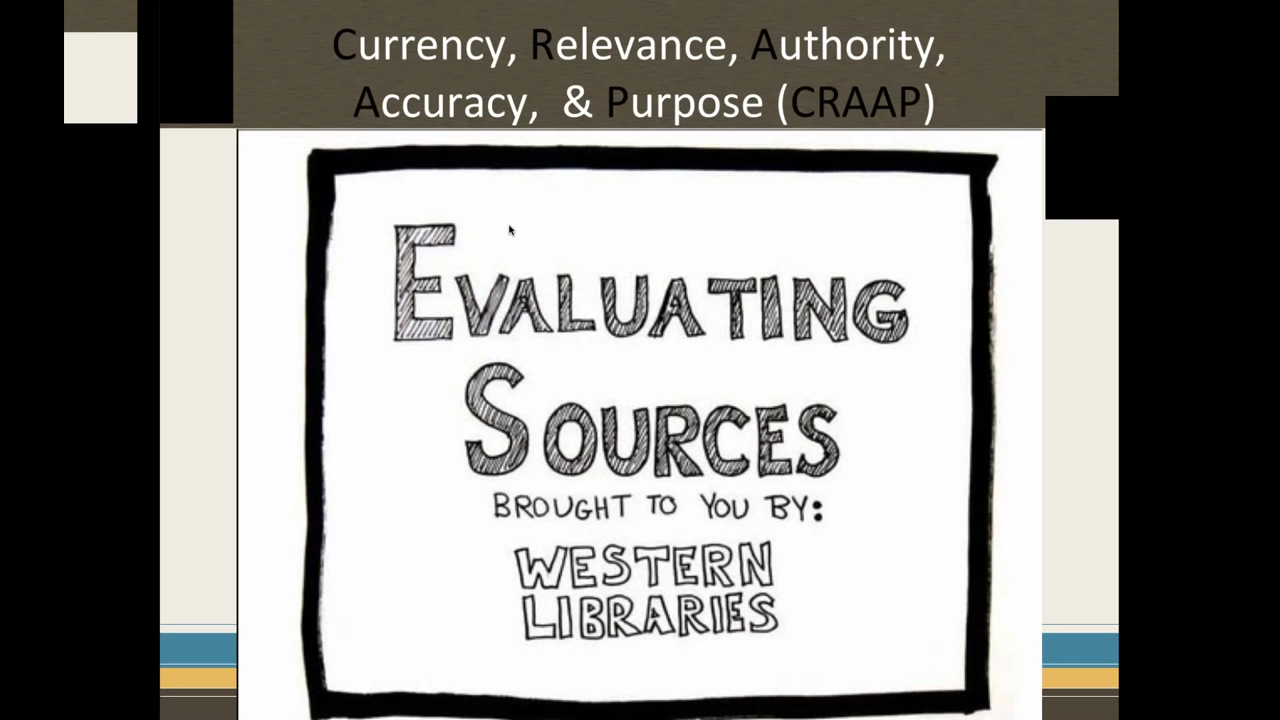 Currency, Relevance, Authority,
Accuracy, & Purpose (CRAAP)
EVALUATING
SOURCES
BROUGHT TO YOU BY:
WESTERN
LIBRARIES